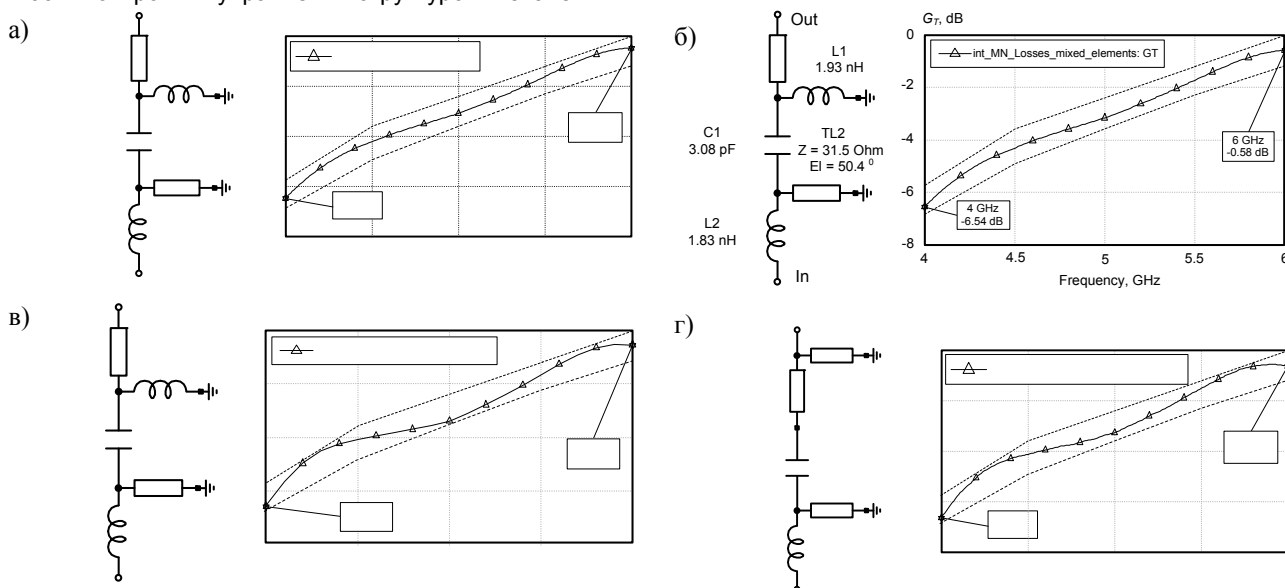 а)
б)
Out
L1
1.93 nH
C1
3.08 pF
TL2
Z = 31.5 Ohm
El = 50.4 0
L2
1.83 nH
In
GT, dB
int_MN_Losses_mixed_elements: GT
0
-2
-4
-6
-8
6 GHz
-0.58 dB
4 GHz
-6.54 dB
4
4.5
5
5.5
6
Frequency, GHz
в)
г)